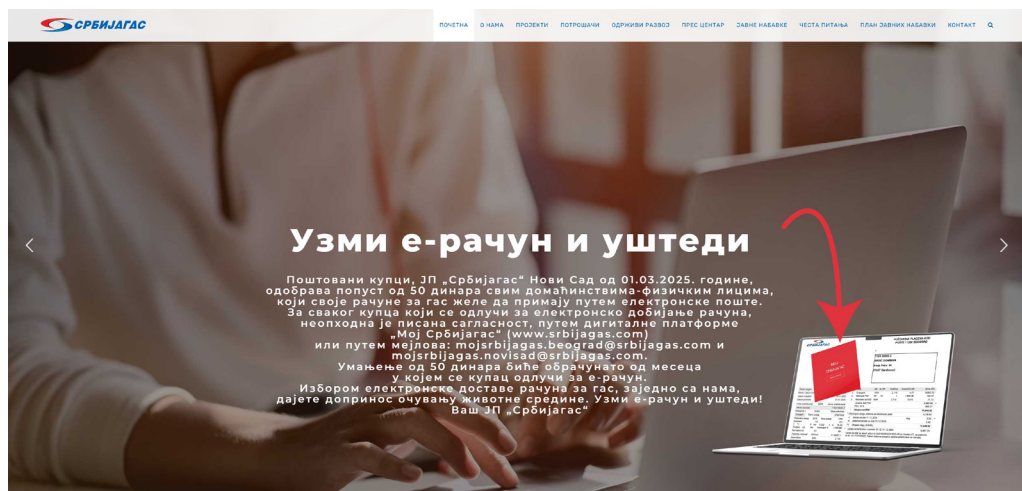 СРБИЈАГАС
ПОЧЕТНА О НАМА ПРОЈЕКТИ ПОТРОШАЧИ ОДРЖИВИ РАЗВОЈ ПРЕС ЦЕНТАР ЈАВНЕ НАБАВКЕ ЧЕСТА ПИТАЊА ПЛАН ЈАВНИХ НАБАВКИ КОНТАКТ
Узми е-рачун и уштеди
Поштовани купци, ЈП „Србијагас“ Нови Сад од 01.03.2025. године,
одобрава попуст од 50 динара свим домаћинствима-физичким лицима,
који своје рачуне за гас желе да примају путем електронске поште.
За сваког купца који се одлучи за електронско добијање рачуна,
неопходна је писана сагласност, путем дигиталне платформе
„Мој Србијагас“ (www.srbijagas.com)
или путем мејлова: mojsrbijagas.beograd@srbijagas.com и
mojsrbijagas.novisad@srbijagas.com.
Умањење од 50 динара биће обрачунато од месеца
у којем се купац одлучи за е-рачун.
Избором електронске доставе рачуна за гас, заједно са нама,
дајете допринос очувању животне средине. Узми е-рачун и уштеди!
Ваш ЈП „Србијагас“
СРБИЈАГАС